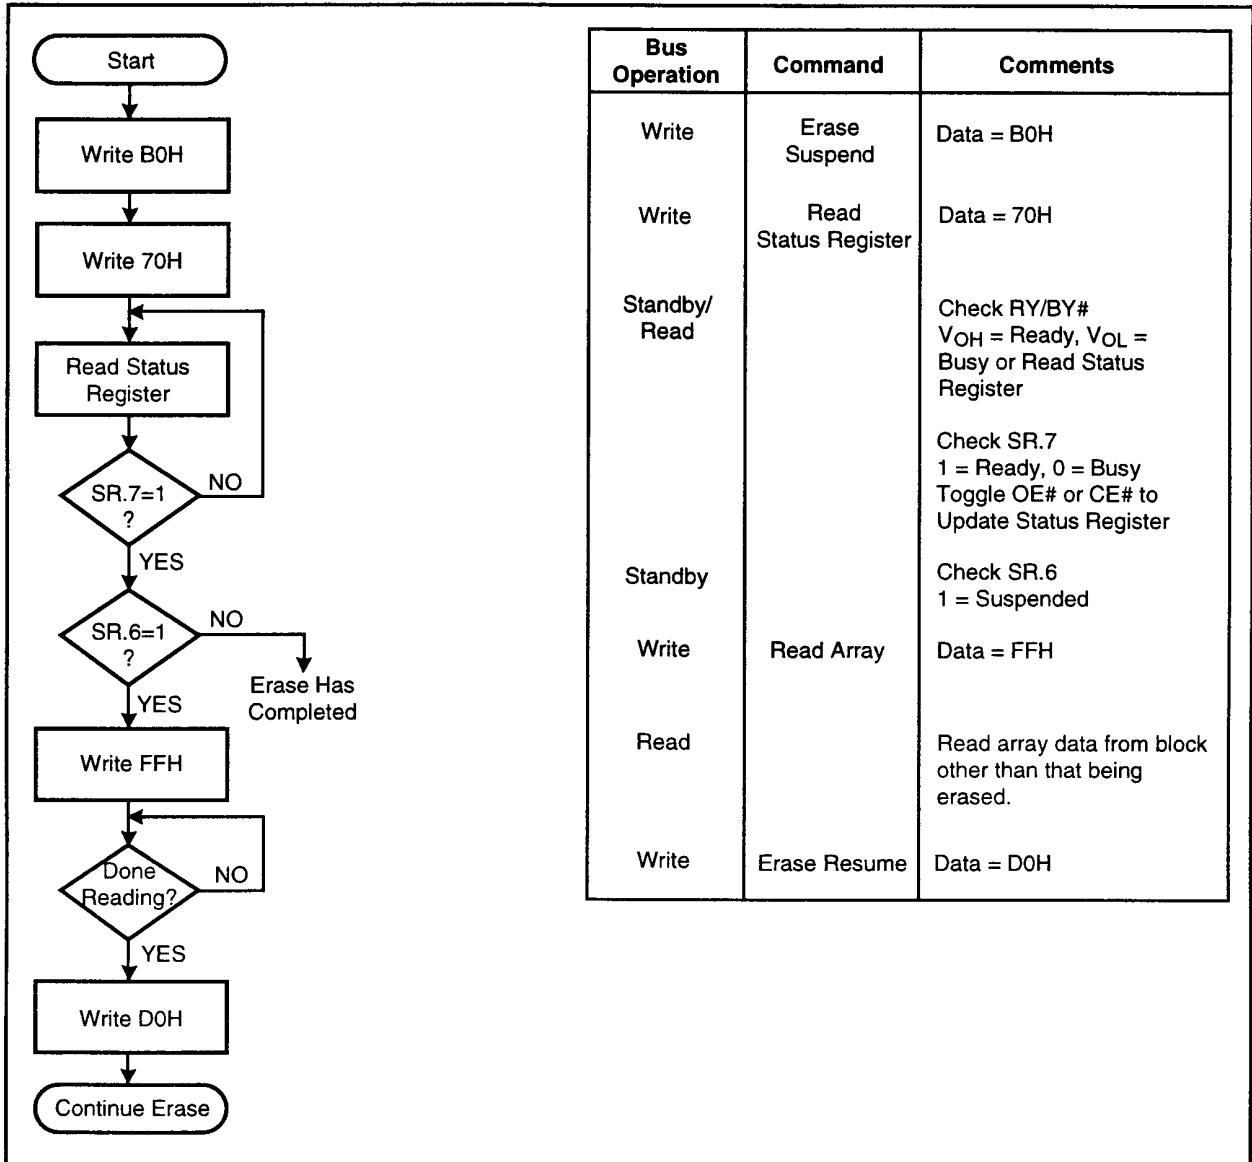 Start
Write B0H
Write 70H
Read Status
Register
SR.7=1
?
NO
YES
SR.6=1
?
NO
Erase Has
Completed
YES
Write FFH
Done
Reading?
NO
YES
Write D0H
Continue Erase
Bus
Operation
Command
Comments
Write
Erase
Suspend
Data = B0H
Write
Read
Status Register
Data = 70H
Standby/
Read
Check RY/BY#
VOH = Ready, VOL =
Busy or Read Status
Register
Check SR.7
1 = Ready, 0 = Busy
Toggle OE# or CE# to
Update Status Register
Standby
Check SR.6
1 = Suspended
Write
Read Array
Data = FFH
Read
Read array data from block
other than that being
erased.
Write
Erase Resume
Data = D0H